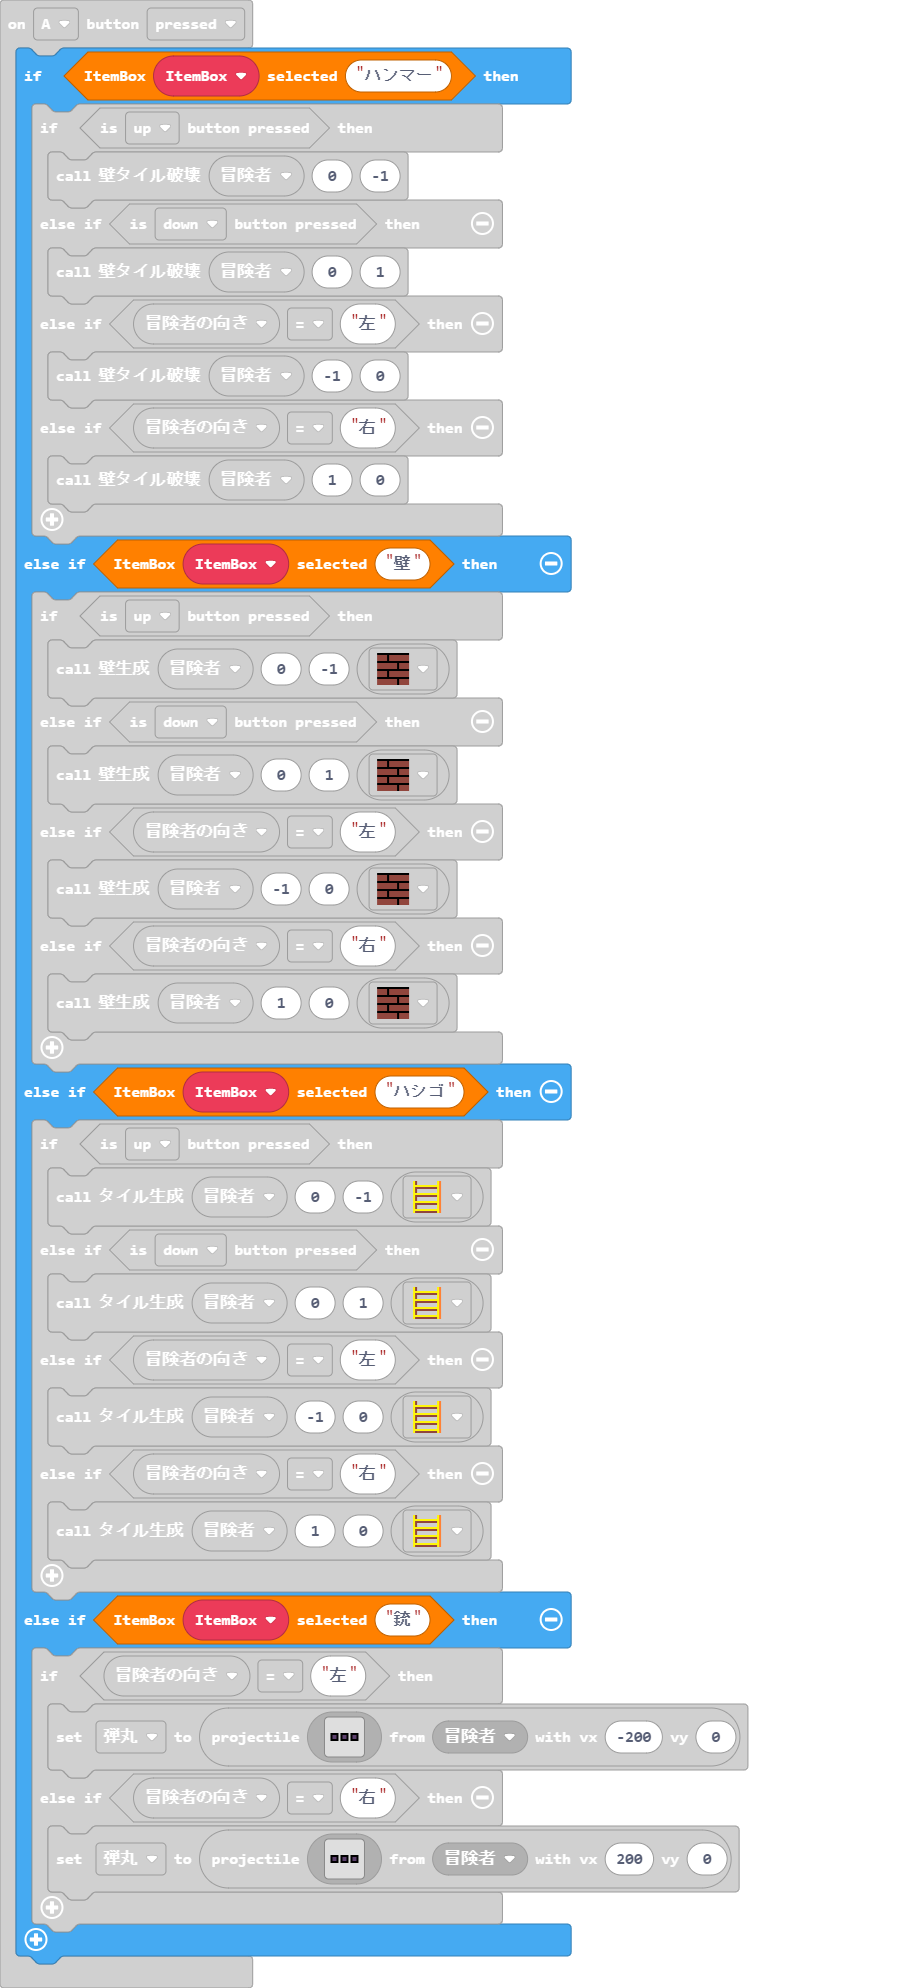 on A button pressed
if ItemBox ItemBox selected "ハンマー" then
if is up button pressed then
call 壁タイル破壊 冒険者 0 -1
else if is down button pressed then
call 壁タイル破壊 冒険者 0 1
else if 冒険者の向き = "左" then
call 壁タイル破壊 冒険者 -1 0
else if 冒険者の向き = "右" then
call 壁タイル破壊 冒険者 1 0
else if ItemBox ItemBox selected "壁" then
if is up button pressed then
call 壁生成 冒険者 0 -1
else if is down button pressed then
call 壁生成 冒険者 0 1
else if 冒険者の向き = "左" then
call 壁生成 冒険者 -1 0
else if 冒険者の向き = "右" then
call 壁生成 冒険者 1 0
else if ItemBox ItemBox selected "ハシゴ" then
if is up button pressed then
call タイル生成 冒険者 0 -1
else if is down button pressed then
call タイル生成 冒険者 0 1
else if 冒険者の向き = "左" then
call タイル生成 冒険者 -1 0
else if 冒険者の向き = "右" then
call タイル生成 冒険者 1 0
else if ItemBox ItemBox selected "銃" then
if 冒険者の向き = "左" then
set 弾丸 to projectile from 冒険者 with vx -200 vy 0
else if 冒険者の向き = "右" then
set 弾丸 to projectile from 冒険者 with vx 200 vy 0